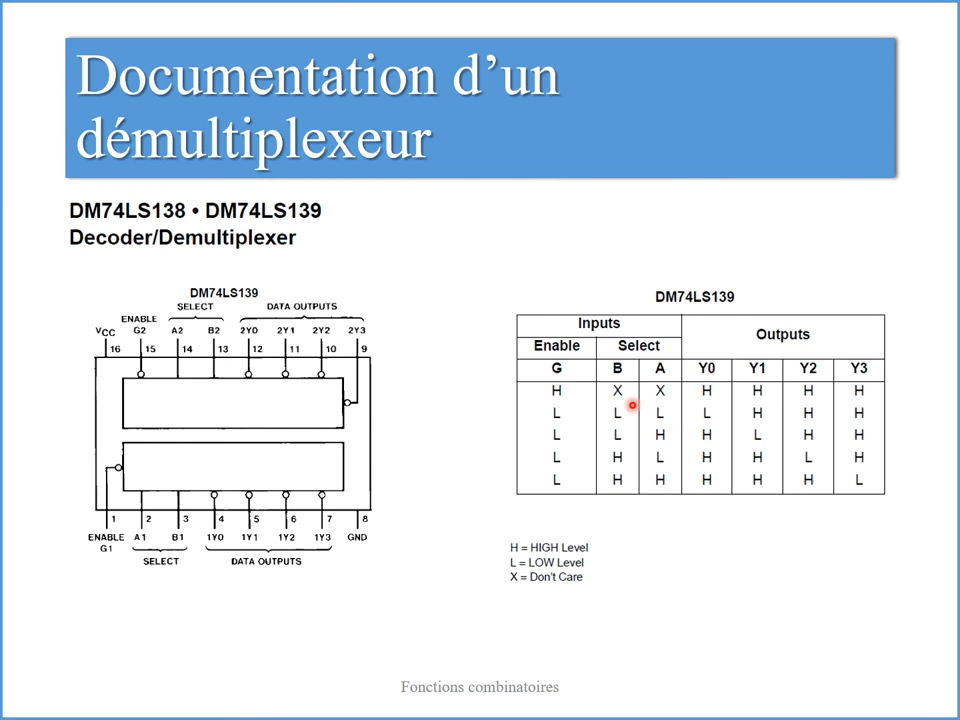 Documentation d’un
démultiplexeur
DM74LS138 • DM74LS139
Decoder/Demultiplexer
DM74LS139
SELECT DATA OUTPUTS
ENABLE
VCC G2 A2 B2 2Y0 2Y1 2Y2 2Y3
16 15 14 13 12 11 10 9
1 2 3 4 5 6 7 8
ENABLE A1 B1 1Y0 1Y1 1Y2 1Y3 GND
G1
SELECT DATA OUTPUTS
DM74LS139
Inputs Outputs
Enable Select
G B A Y0 Y1 Y2 Y3
H X X H H H H
L L L L H H H
L L H H L H H
L H L H H L H
L H H H H H L
H = HIGH Level
L = LOW Level
X = Don't Care
Fonctions combinatoires